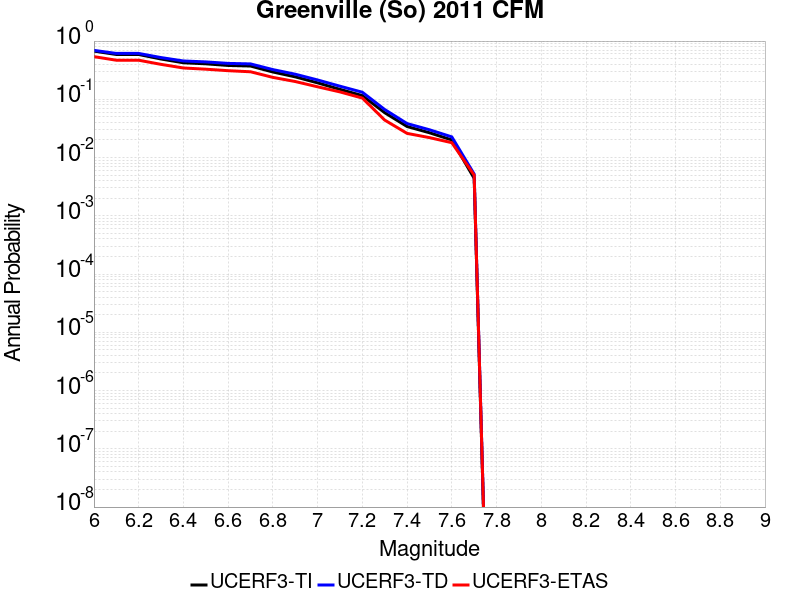 Greenville (So) 2011 CFM
10^0
10^-1
10^-2
10^-3
10^-4
10^-5
10^-6
10^-7
10^-8
Annual Probability
6 6.2 6.4 6.6 6.8 7 7.2 7.4 7.6 7.8 8 8.2 8.4 8.6 8.8 9
Magnitude
UCERF3-TI UCERF3-TD UCERF3-ETAS